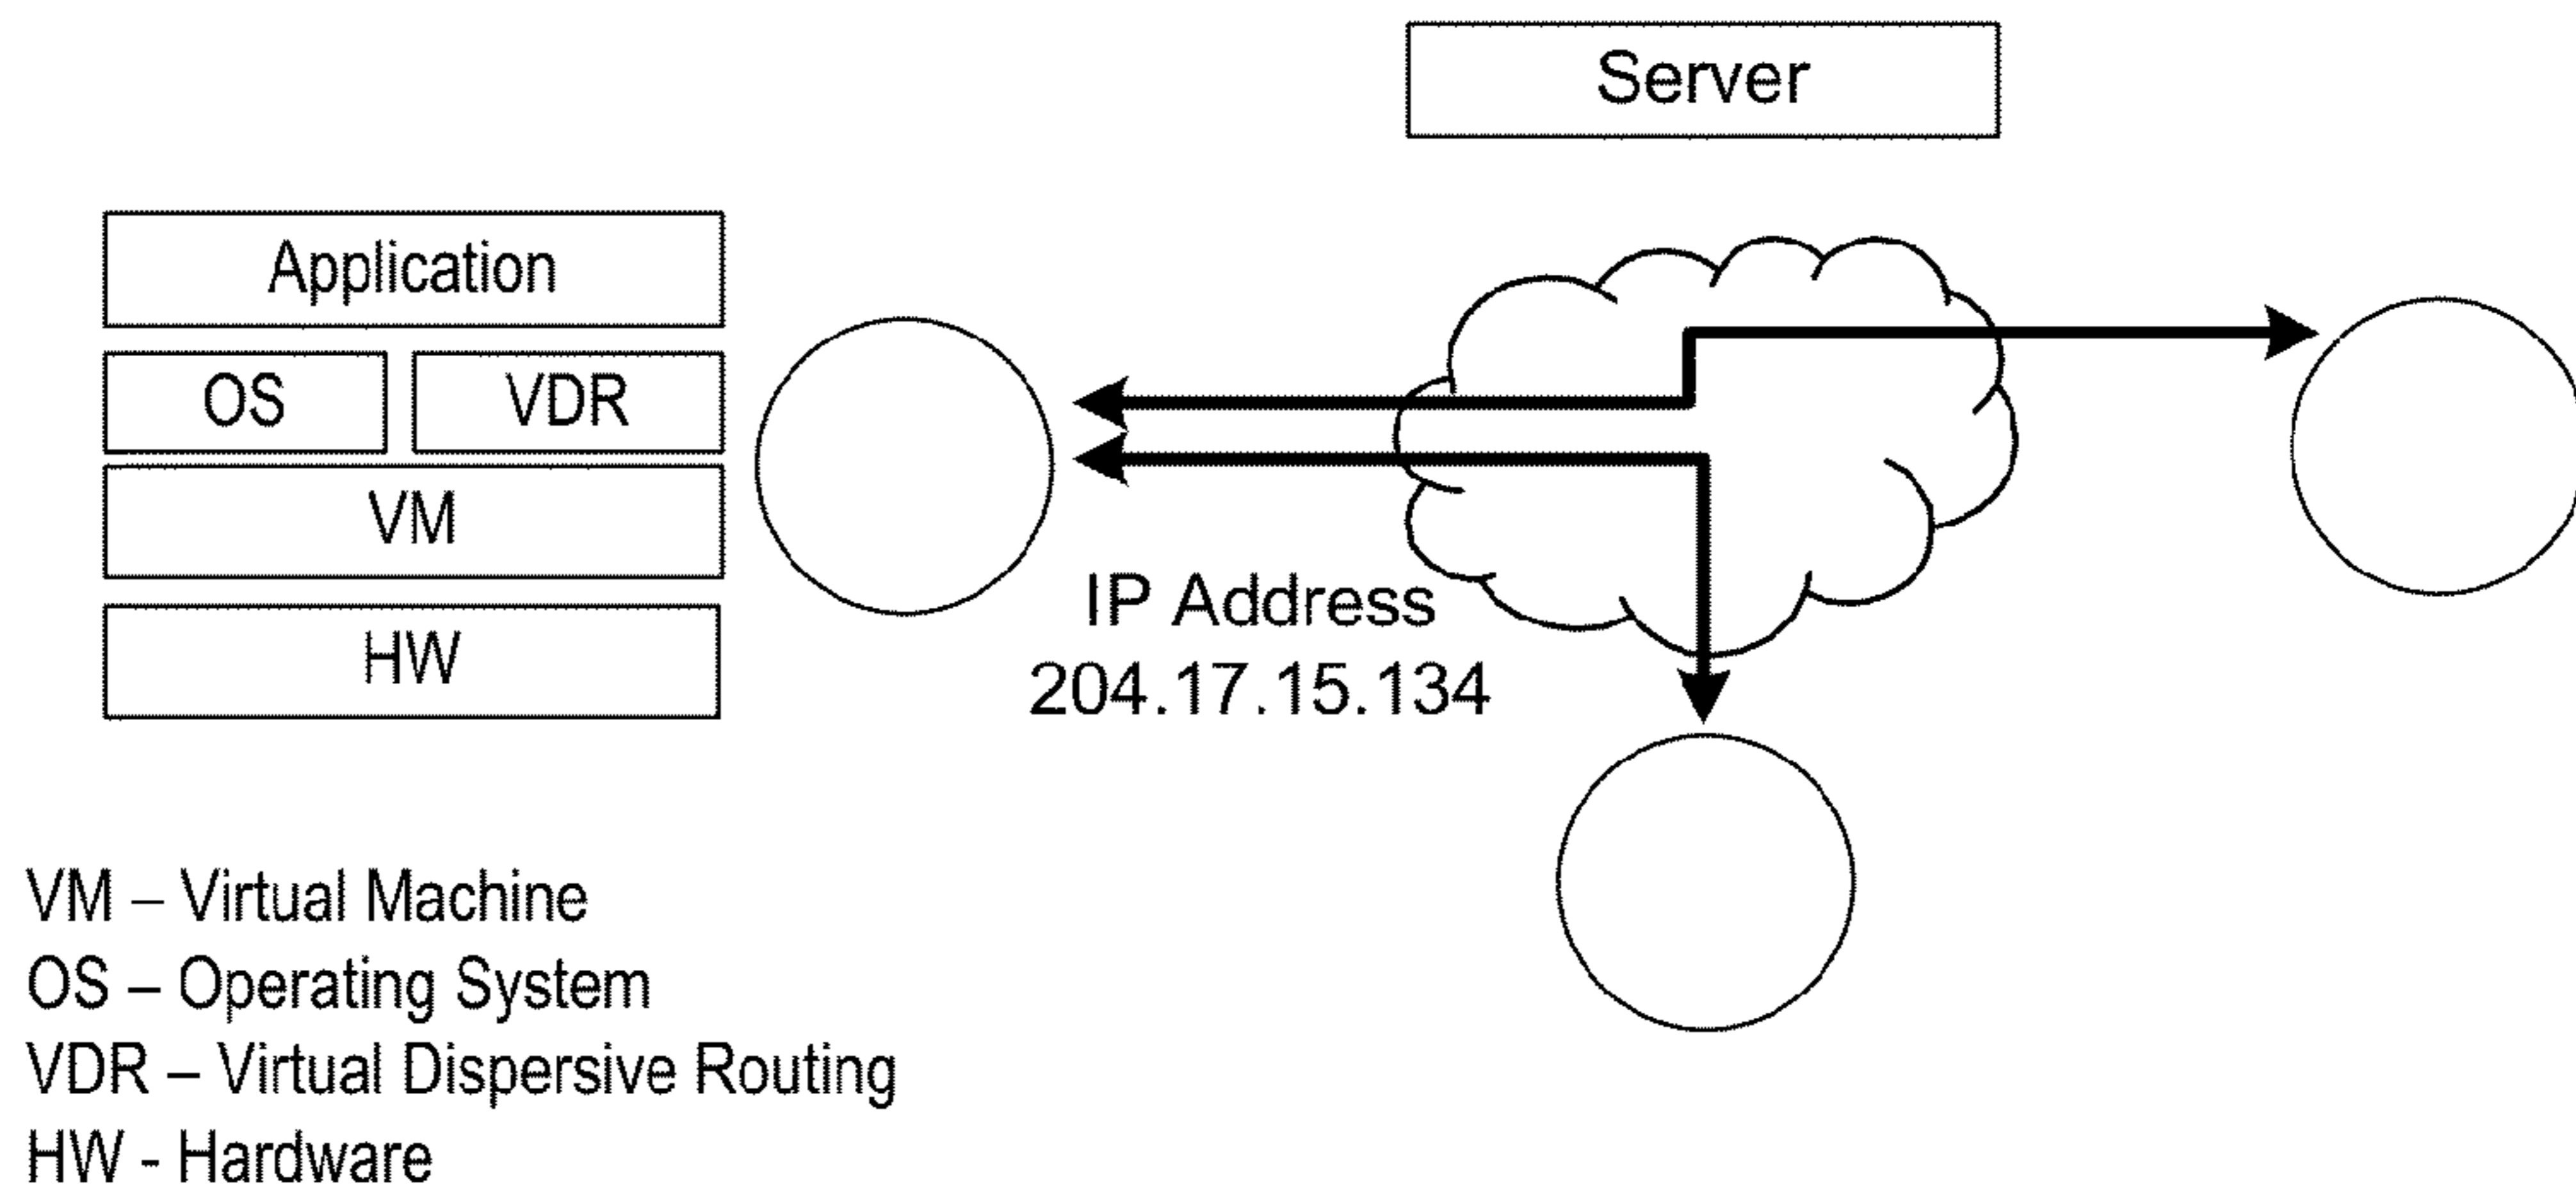 Server
Application
OS
VDR
VM
HW
IP Address
204.17.15.134
VM – Virtual Machine
OS – Operating System
VDR – Virtual Dispersive Routing
HW - Hardware